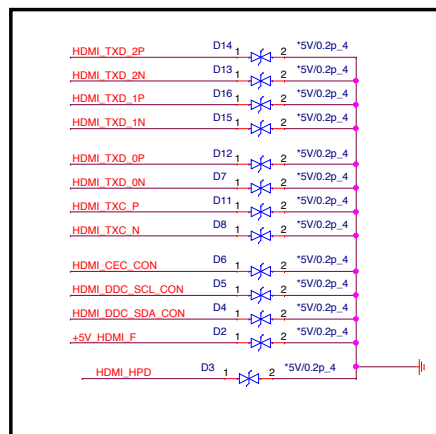 HDMI_TXD_2P D14 1 2 *5V/0.2p_4
HDMI_TXD_2N D13 1 2 *5V/0.2p_4
HDMI_TXD_1P D16 1 2 *5V/0.2p_4
HDMI_TXD_1N D15 1 2 *5V/0.2p_4
HDMI_TXD_0P D12 1 2 *5V/0.2p_4
HDMI_TXD_0N D7 1 2 *5V/0.2p_4
HDMI_TXC_P D11 1 2 *5V/0.2p_4
HDMI_TXC_N D8 1 2 *5V/0.2p_4
HDMI_CEC_CON D6 1 2 *5V/0.2p_4
HDMI_DDC_SCL_CON D5 1 2 *5V/0.2p_4
HDMI_DDC_SDA_CON D4 1 2 *5V/0.2p_4
+5V_HDMI_F D2 1 2 *5V/0.2p_4
HDMI_HPD D3 1 2 *5V/0.2p_4